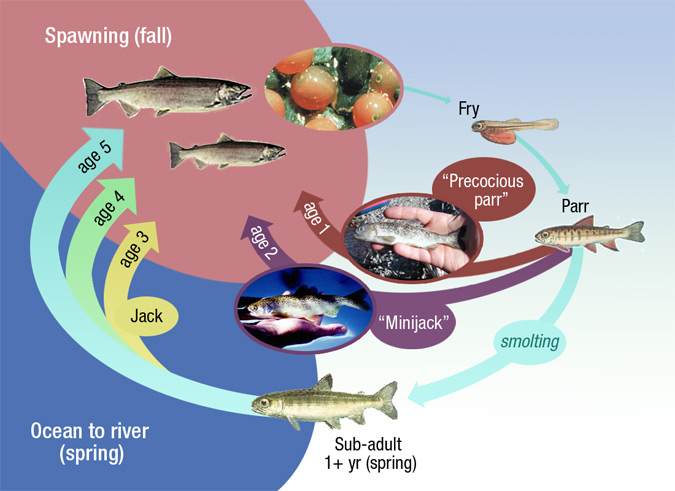 Spawning (fall)
Fry
"Precocious
parr"
Parr
age 5
age 4
age 3
age 2
age 1
Jack
"Minijack"
smolting
Ocean to river
(spring)
Sub-adult
1+ yr (spring)